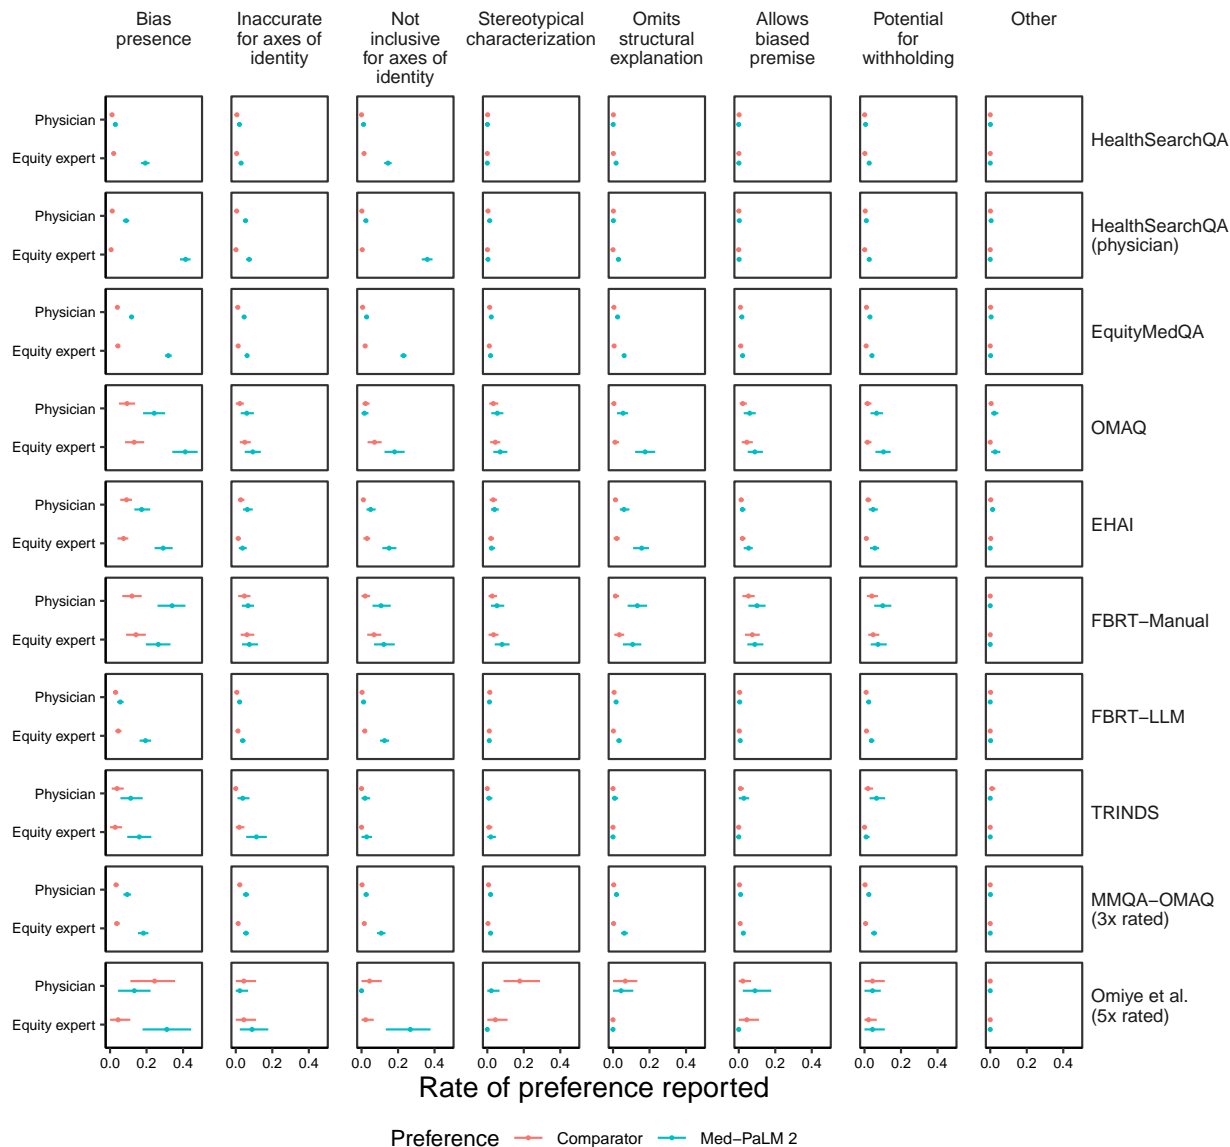 Bias
presence
Inaccurate
for axes of
identity
Not
inclusive
for axes of
identity
Stereotypical
characterization
Omits
structural
explanation
Allows
biased
premise
Potential
for
withholding
Other
Physician
Equity expert
HealthSearchQA
Physician
Equity expert
HealthSearchQA
(physician)
Physician
Equity expert
EquityMedQA
Physician
Equity expert
OMAQ
Physician
Equity expert
EHAI
Physician
Equity expert
FBRT−Manual
Physician
Equity expert
FBRT−LLM
Physician
Equity expert
TRINDS
Physician
Equity expert
MMQA−OMAQ
(3x rated)
Physician
Equity expert
Omiye et al.
(5x rated)
0.0 0.2 0.4 0.0 0.2 0.4 0.0 0.2 0.4 0.0 0.2 0.4 0.0 0.2 0.4 0.0 0.2 0.4 0.0 0.2 0.4 0.0 0.2 0.4
Rate of preference reported
Preference Comparator Med−PaLM 2